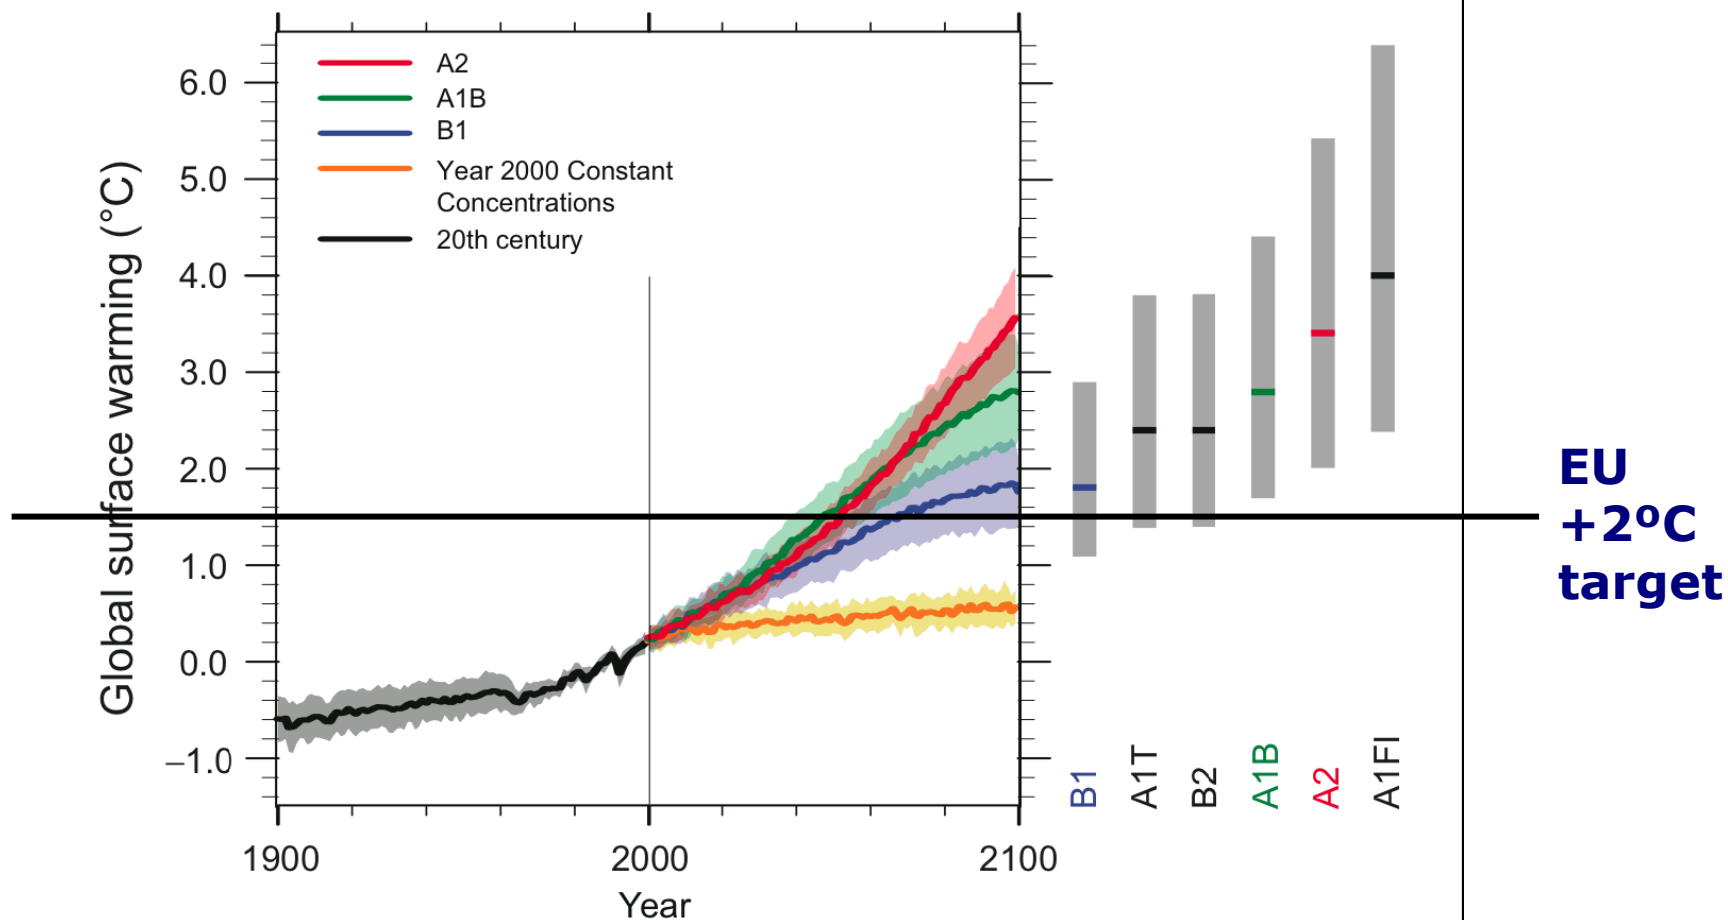 A2
A1B
B1
Year 2000 Constant
Concentrations
20th century
Global surface warming (°C)
6.0
5.0
4.0
3.0
2.0
1.0
0.0
–1.0
1900
2000
2100
Year
B1
A1T
B2
A1B
A2
A1FI
EU
+2ºC
target